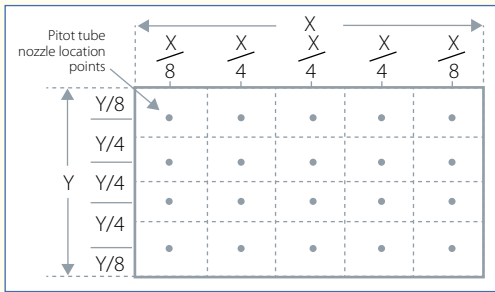 X
Pitot tube
nozzle location
points
X/8 X/4 X/4 X/4 X/8
Y
Y/8
Y/4
Y/4
Y/4
Y/8